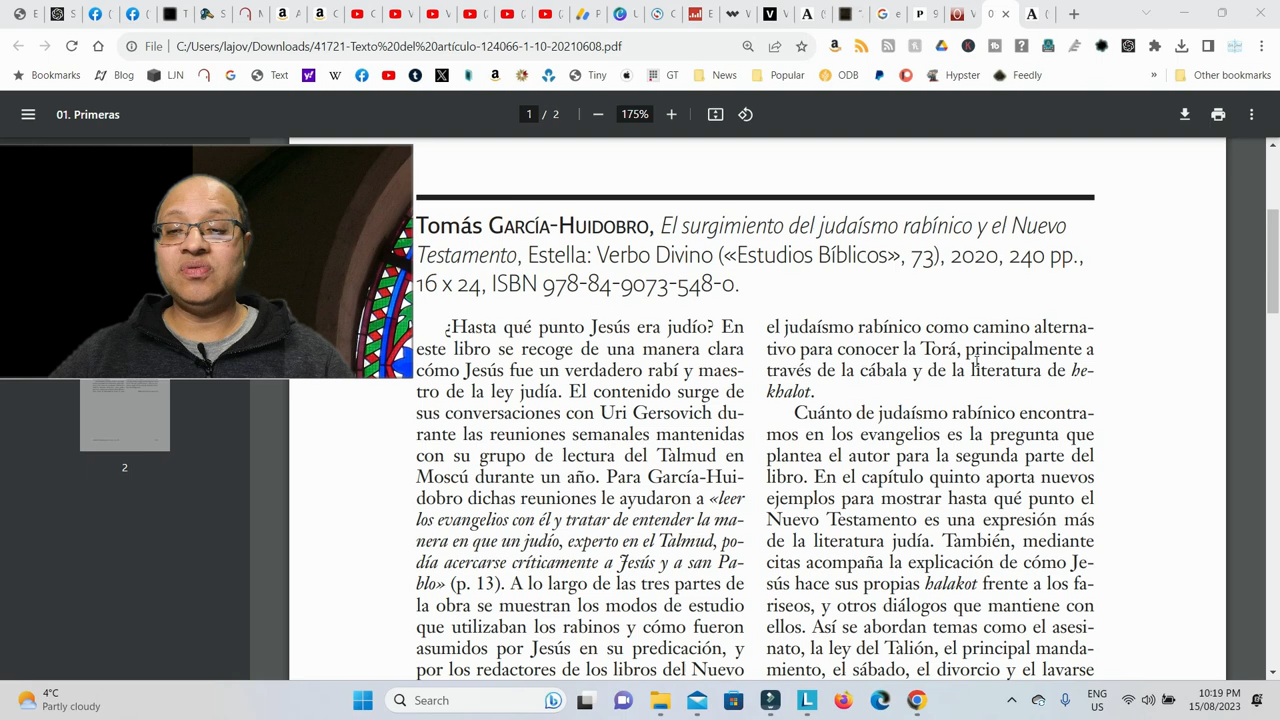 E
S
(
(
T
S
N
A
C
C
V
(
(
(
P
C
C
E
W
V
(
"
e
9
V
0
(
File
C:/Users/lajov/Downloads/41721-Texto%20del%20artículo-124066-1-10-20210608.pdf
Bookmarks
Blog
LJN
Text
Tiny
GT
News
Popular
ODB
Hypster
Feedly
»
Other bookmarks
01. Primeras
1 / 2
175%
Tomás García-Huidobro, El surgimiento del judaísmo rabínico y el Nuevo
Testamento, Estella: Verbo Divino («Estudios Bíblicos», 73), 2020, 240 pp.,
16 x 24, ISBN 978-84-9073-548-0.
¿Hasta qué punto Jesús era judío? En
este libro se recoge de una manera clara
cómo Jesús fue un verdadero rabí y maes-
tro de la ley judía. El contenido surge de
sus conversaciones con Uri Gersovich du-
rante las reuniones semanales mantenidas
con su grupo de lectura del Talmud en
Moscú durante un año. Para García-Hui-
dobro dichas reuniones le ayudaron a «leer
los evangelios con él y tratar de entender la ma-
nera en que un judío, experto en el Talmud, po-
día acercarse críticamente a Jesús y a san Pa-
blo» (p. 13). A lo largo de las tres partes de
la obra se muestran los modos de estudio
que utilizaban los rabinos y cómo fueron
asumidos por Jesús en su predicación, y
por los redactores de los libros del Nuevo
el judaísmo rabínico como camino alterna-
tivo para conocer la Torá, principalmente a
través de la cábala y de la literatura de he-
khalot.
Cuánto de judaísmo rabínico encontra-
mos en los evangelios es la pregunta que
plantea el autor para la segunda parte del
libro. En el capítulo quinto aporta nuevos
ejemplos para mostrar hasta qué punto el
Nuevo Testamento es una expresión más
de la literatura judía. También, mediante
citas acompaña la explicación de cómo Je-
sús hace sus propias halakot frente a los fa-
riseos, y otros diálogos que mantiene con
ellos. Así se abordan temas como el asesi-
nato, la ley del Talión, el principal manda-
miento, el sábado, el divorcio y el lavarse
2
4°C
Partly cloudy
Search
ENG
US
10:19 PM
15/08/2023